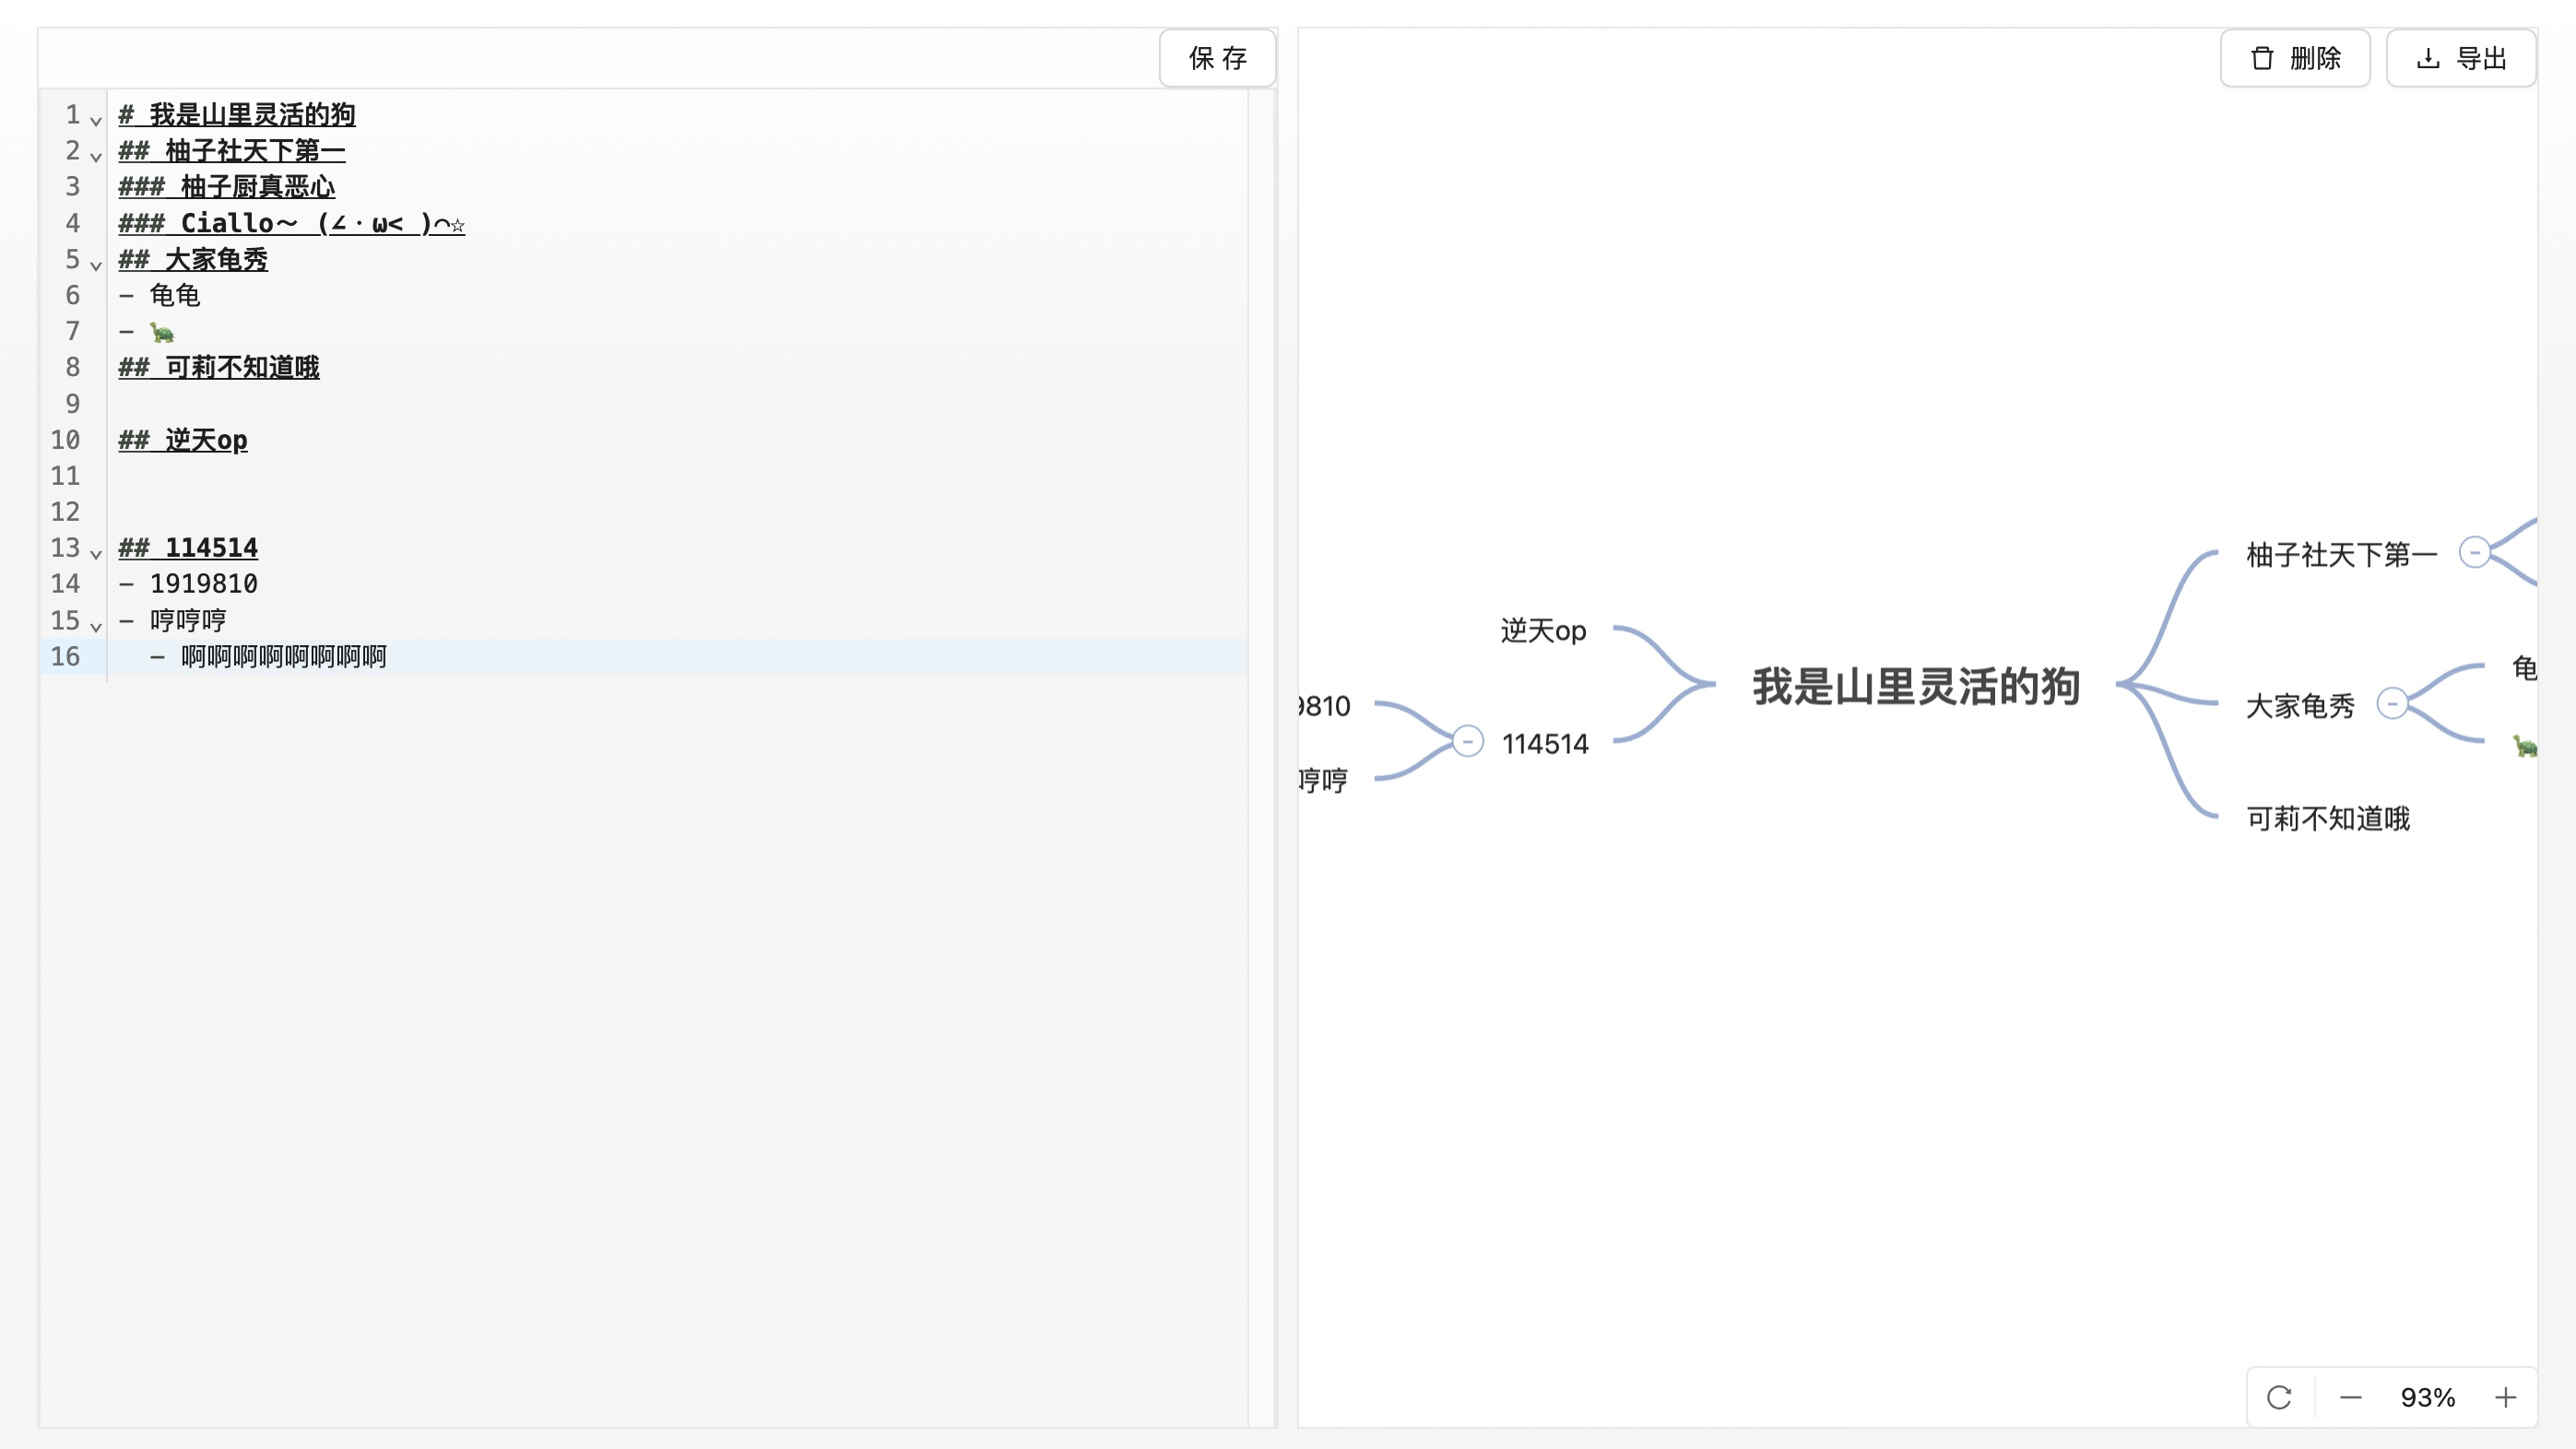 保 存
1 # 我是山里灵活的狗
2 ## 柚子社天下第一
3 ### 柚子厨真恶心
4 ### Ciallo～ (∠・ω< )⌒☆
5 ## 大家龟秀
6 - 龟龟
7 - 🐢
8 ## 可莉不知道哦
9
10 ## 逆天op
11
12
13 ## 114514
14 - 1919810
15 - 哼哼哼
16 - 啊啊啊啊啊啊啊啊
删除 导出
柚子社天下第一
逆天op
我是山里灵活的狗
龟
9810
大家龟秀
114514
🐢
哼哼
可莉不知道哦
93%